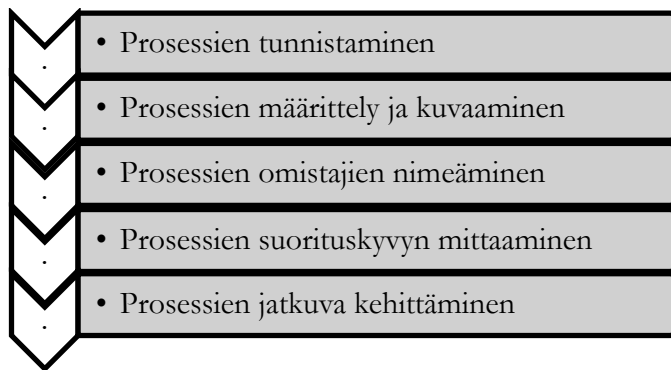 • Prosessien tunnistaminen
• Prosessien määrittely ja kuvaaminen
• Prosessien omistajien nimeäminen
• Prosessien suorituskyvyn mittaaminen
• Prosessien jatkuva kehittäminen